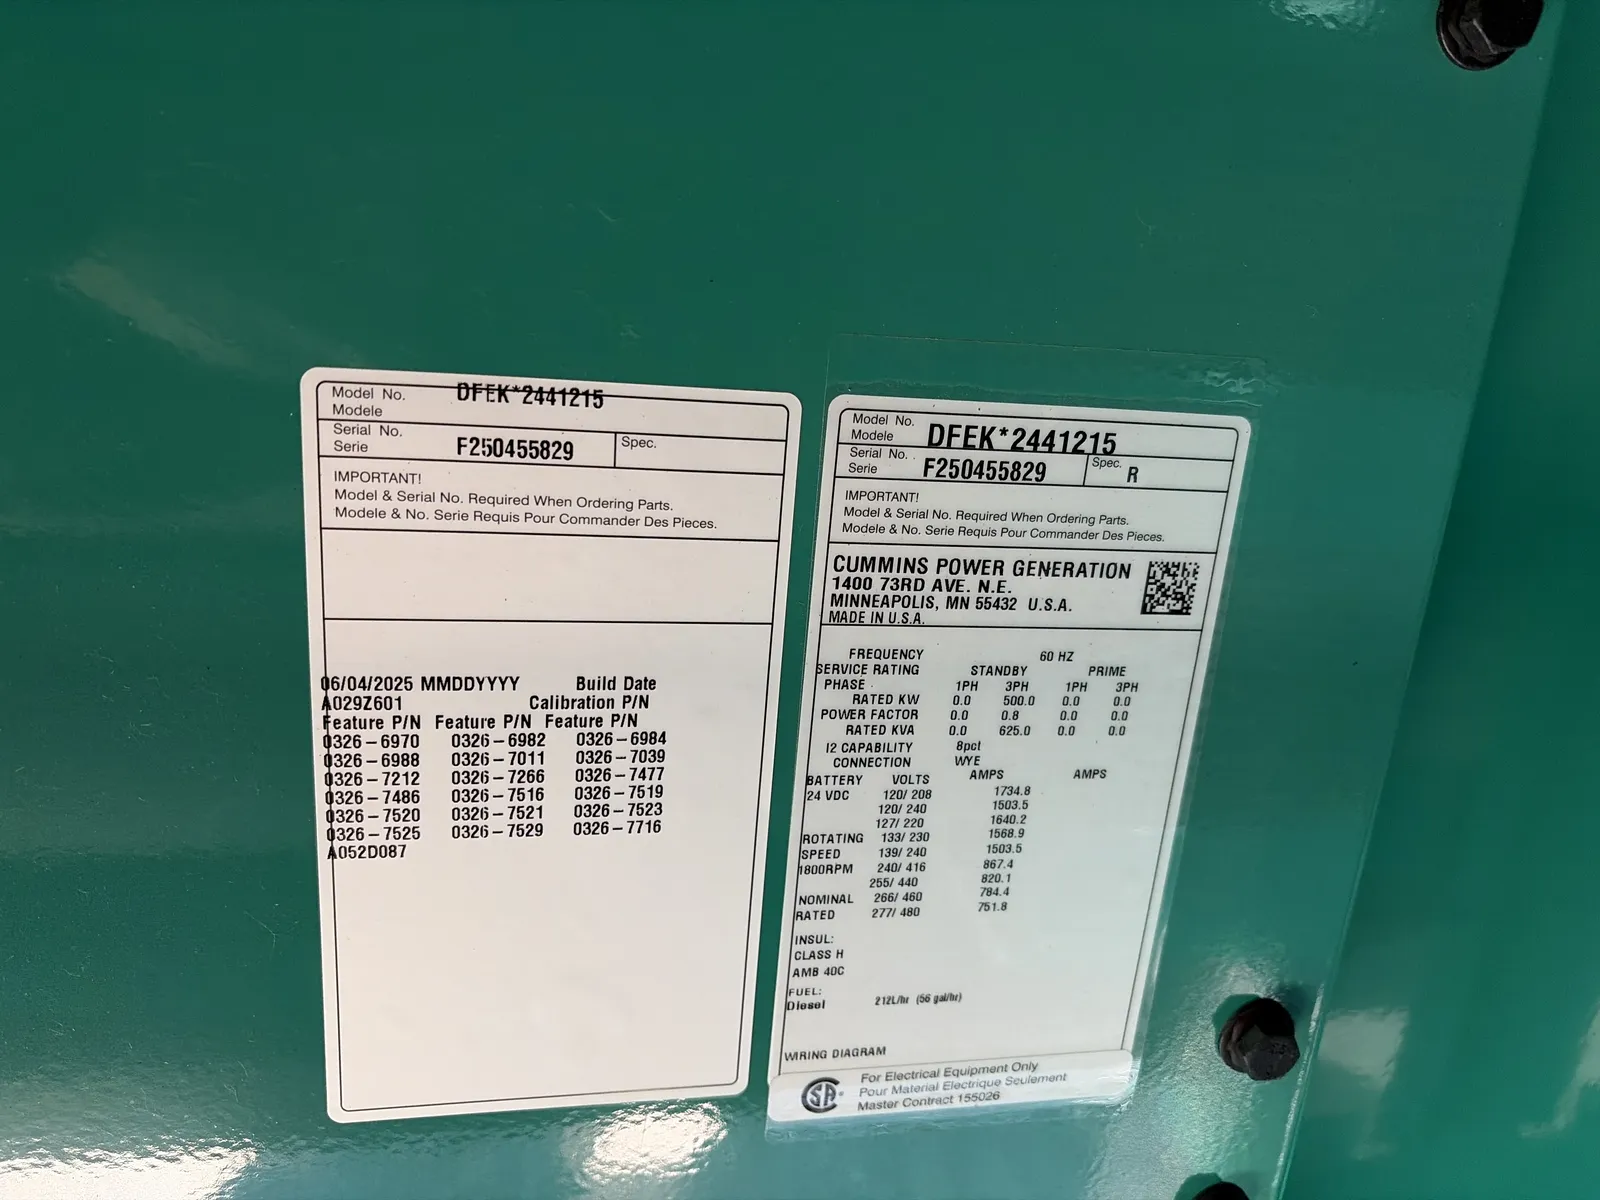 Model No. DFEK*2441215
Modele
Serial No.
Serie F250455829 Spec.
IMPORTANT!
Model & Serial No. Required When Ordering Parts.
Modele & No. Serie Requis Pour Commander Des Pieces.
06/04/2025 MMDDYYYY Build Date
A029Z601 Calibration P/N
Feature P/N Feature P/N Feature P/N
0326-6970 0326-6982 0326-6984
0326-6988 0326-7011 0326-7039
0326-7212 0326-7266 0326-7477
0326-7486 0326-7516 0326-7519
0326-7520 0326-7521 0326-7523
0326-7525 0326-7529 0326-7716
A052D087
Model No.
Modele DFEK*2441215
Serial No.
Serie F250455829 Spec. R
IMPORTANT!
Model & Serial No. Required When Ordering Parts.
Modele & No. Serie Requis Pour Commander Des Pieces.
CUMMINS POWER GENERATION
1400 73RD AVE. N.E.
MINNEAPOLIS, MN 55432 U.S.A.
MADE IN U.S.A.
FREQUENCY 60 HZ
SERVICE RATING STANDBY PRIME
PHASE 1PH 3PH 1PH 3PH
RATED KW 0.0 500.0 0.0 0.0
POWER FACTOR 0.0 0.8 0.0 0.0
RATED KVA 0.0 625.0 0.0 0.0
I2 CAPABILITY 8pct
CONNECTION WYE
BATTERY VOLTS AMPS AMPS
24 VDC 120/ 208 1734.8
120/ 240 1503.5
127/ 220 1640.2
ROTATING 133/ 230 1568.9
SPEED 139/ 240 1503.5
1800RPM 240/ 416 867.4
255/ 440 820.1
NOMINAL 266/ 460 784.4
RATED 277/ 480 751.8
INSUL:
CLASS H
AMB 40C
FUEL:
Diesel 212L/hr (56 gal/hr)
WIRING DIAGRAM
For Electrical Equipment Only
Pour Material Electrique Seulement
Master Contract 155026